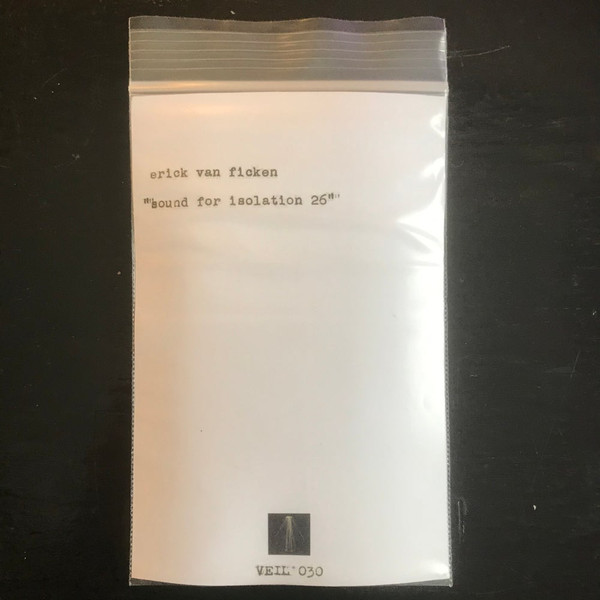 erick van ficken
""sound for isolation 26""
VEIL*030